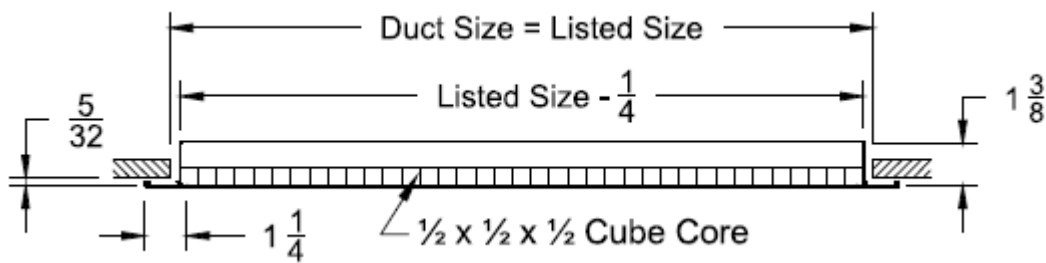 Duct Size = Listed Size
Listed Size - 1/4
5/32
1 3/8
1 1/4
½ x ½ x ½ Cube Core